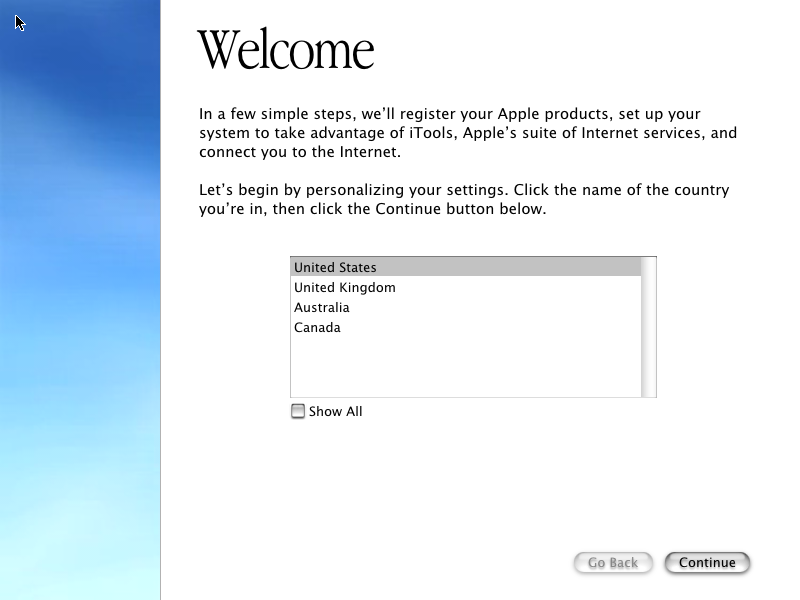 Welcome
In a few simple steps, we’ll register your Apple products, set up your
system to take advantage of iTools, Apple’s suite of Internet services, and
connect you to the Internet.
Let’s begin by personalizing your settings. Click the name of the country
you’re in, then click the Continue button below.
United States
United Kingdom
Australia
Canada
Show All
Go Back
Continue